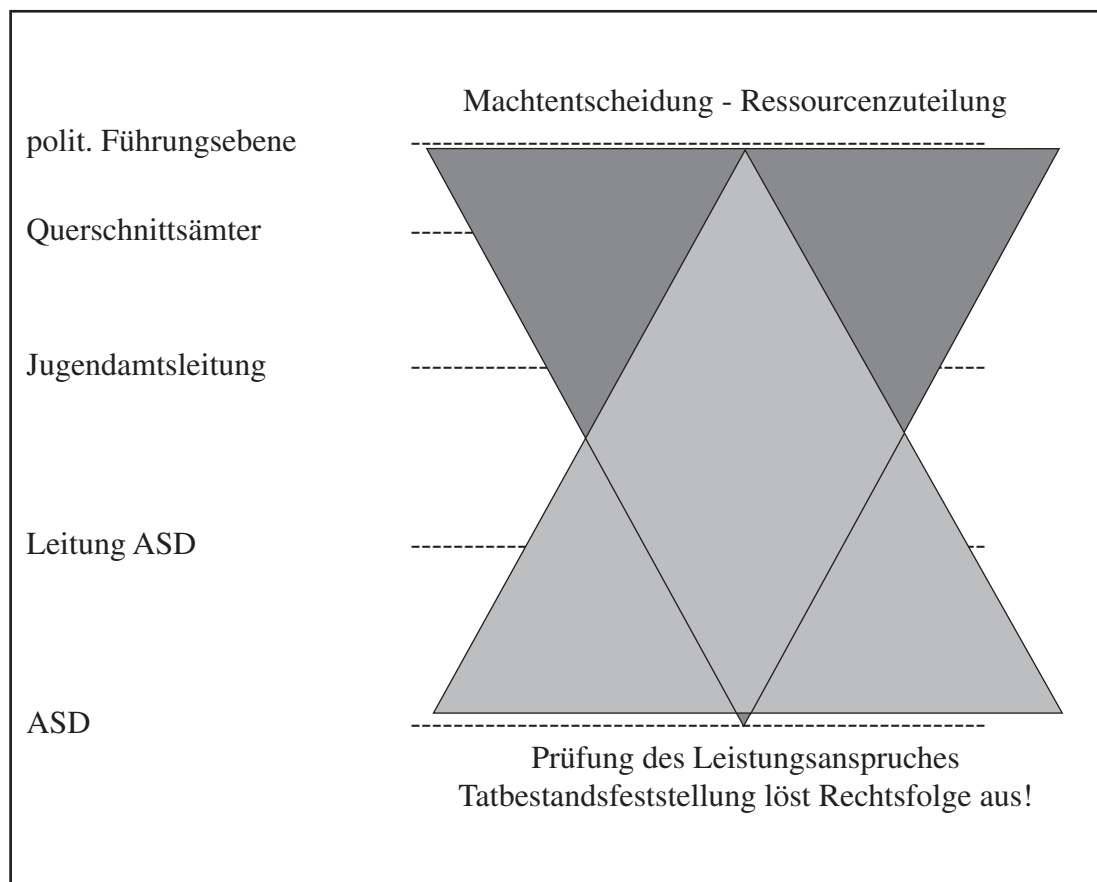 Machtentscheidung - Ressourcenzuteilung
polit. Führungsebene
Querschnittsämter
Jugendamtsleitung
Leitung ASD
ASD
Prüfung des Leistungsanspruches
Tatbestandsfeststellung löst Rechtsfolge aus!